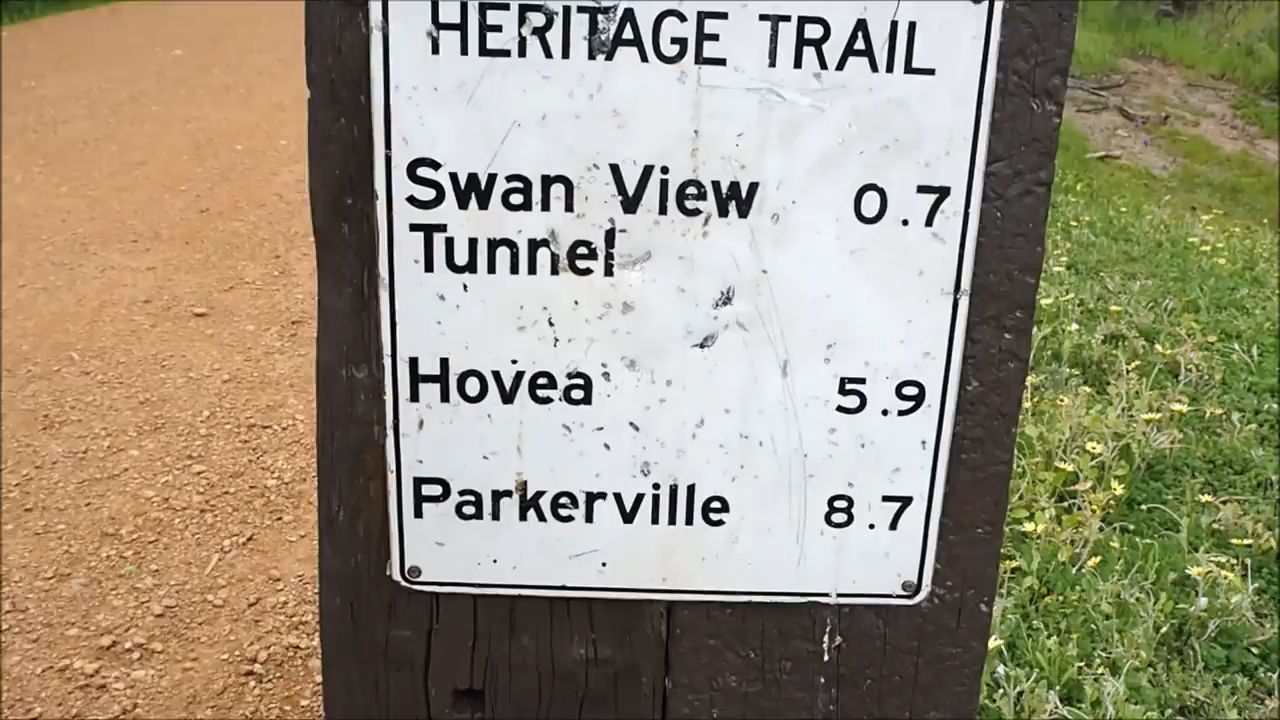 HERITAGE TRAIL
Swan View 0.7
Tunnel
Hovea 5.9
Parkerville 8.7